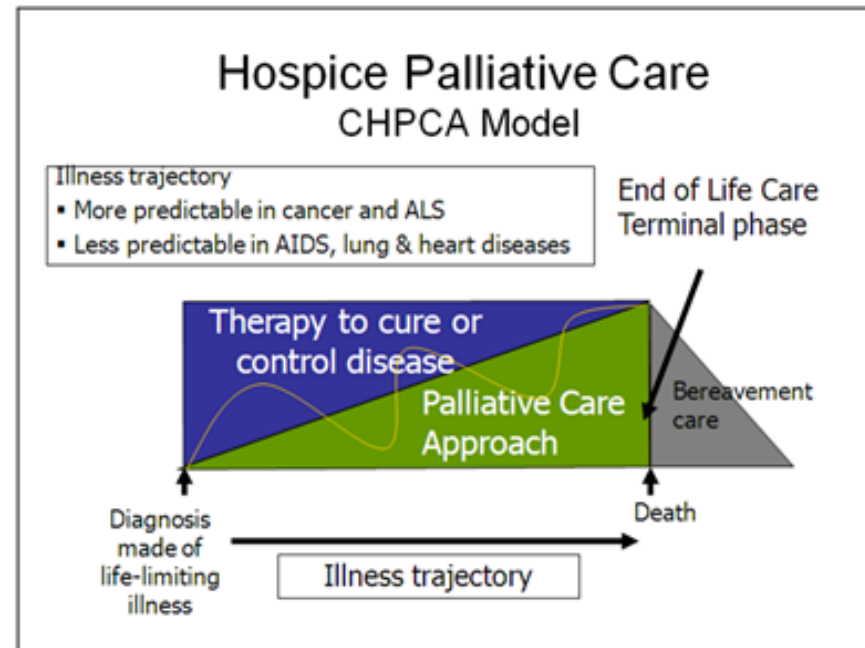 Hospice Palliative Care
CHPCA Model
Illness trajectory
▪ More predictable in cancer and ALS
▪ Less predictable in AIDS, lung & heart diseases
End of Life Care
Terminal phase
Therapy to cure or
control disease
Palliative Care
Approach
Bereavement
care
Diagnosis
made of
life-limiting
illness
Death
Illness trajectory